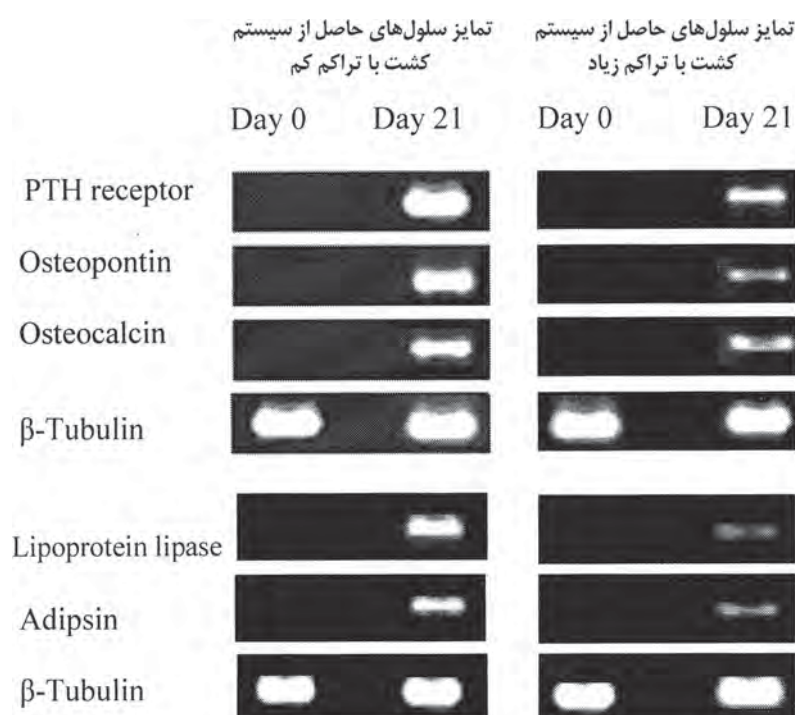 تمایز سلول‌های حاصل از سیستم
کشت با تراکم کم
تمایز سلول‌های حاصل از سیستم
کشت با تراکم زیاد
Day 0 Day 21 Day 0 Day 21
PTH receptor
Osteopontin
Osteocalcin
β-Tubulin
Lipoprotein lipase
Adipsin
β-Tubulin